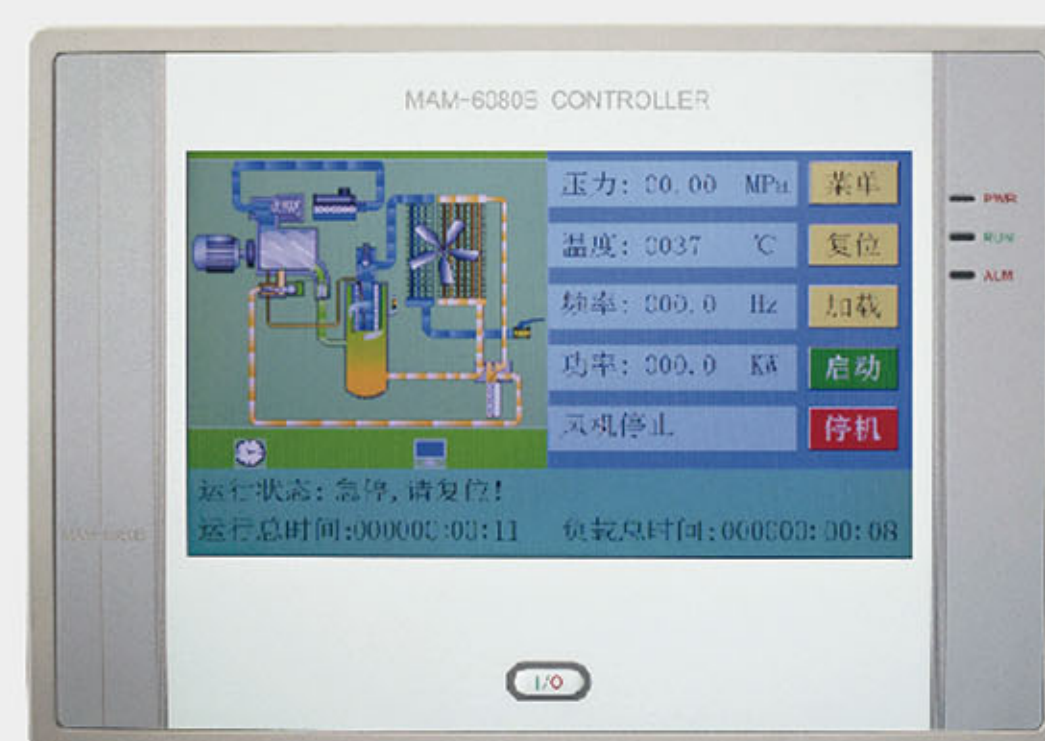 MAM-6080S CONTROLLER
压力: 00.00 MPa 菜单
温度: 0037 ℃ 复位
频率: 000.0 Hz 加载
功率: 000.0 KW 启动
风机停止 停机
运行状态: 急停,请复位!
运行总时间:000000:00:11 负载总时间:000000:00:08
PWR
RUN
ALM
I/O